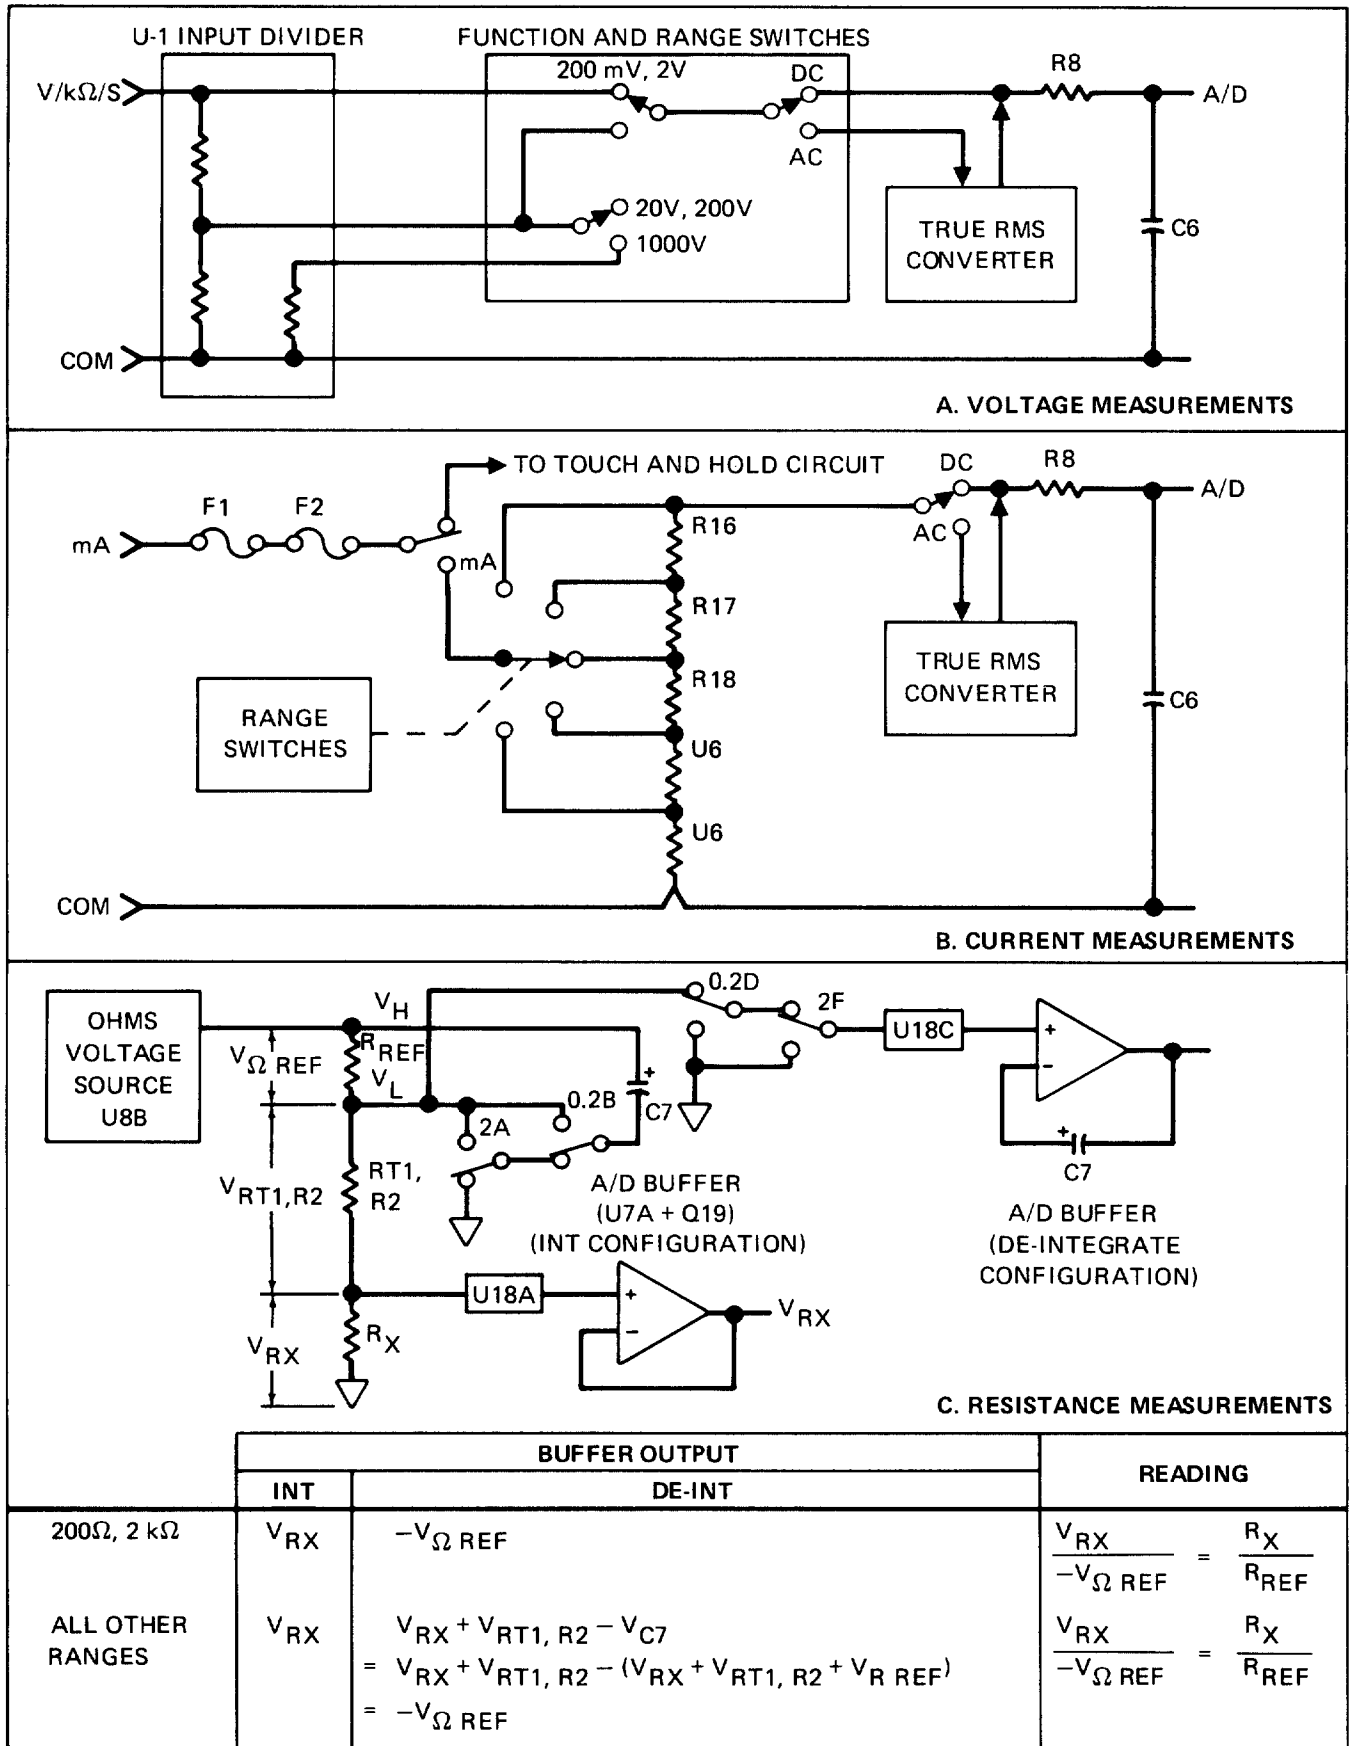 U-1 INPUT DIVIDER
FUNCTION AND RANGE SWITCHES
V/kΩ/S
200 mV, 2V
DC
R8
A/D
AC
20V, 200V
1000V
TRUE RMS
CONVERTER
C6
COM
A. VOLTAGE MEASUREMENTS
TO TOUCH AND HOLD CIRCUIT
DC
R8
A/D
F1
F2
mA
mA
R16
AC
R17
TRUE RMS
CONVERTER
R18
C6
RANGE
SWITCHES
U6
U6
COM
B. CURRENT MEASUREMENTS
OHMS
VOLTAGE
SOURCE
U8B
VΩ REF
VH
RREF
VL
0.2D
2F
U18C
+
−
+
C7
0.2B
2A
+
C7
VRT1,R2
RT1,
R2
A/D BUFFER
(U7A + Q19)
(INT CONFIGURATION)
A/D BUFFER
(DE-INTEGRATE
CONFIGURATION)
U18A
+
−
VRX
VRX
RX
C. RESISTANCE MEASUREMENTS
BUFFER OUTPUT
READING
INT
DE-INT
200Ω, 2 kΩ
VRX
−VΩ REF
VRX / −VΩ REF = RX / RREF
ALL OTHER
RANGES
VRX
VRX + VRT1, R2 − VC7
= VRX + VRT1, R2 − (VRX + VRT1, R2 + VR REF)
= −VΩ REF
VRX / −VΩ REF = RX / RREF